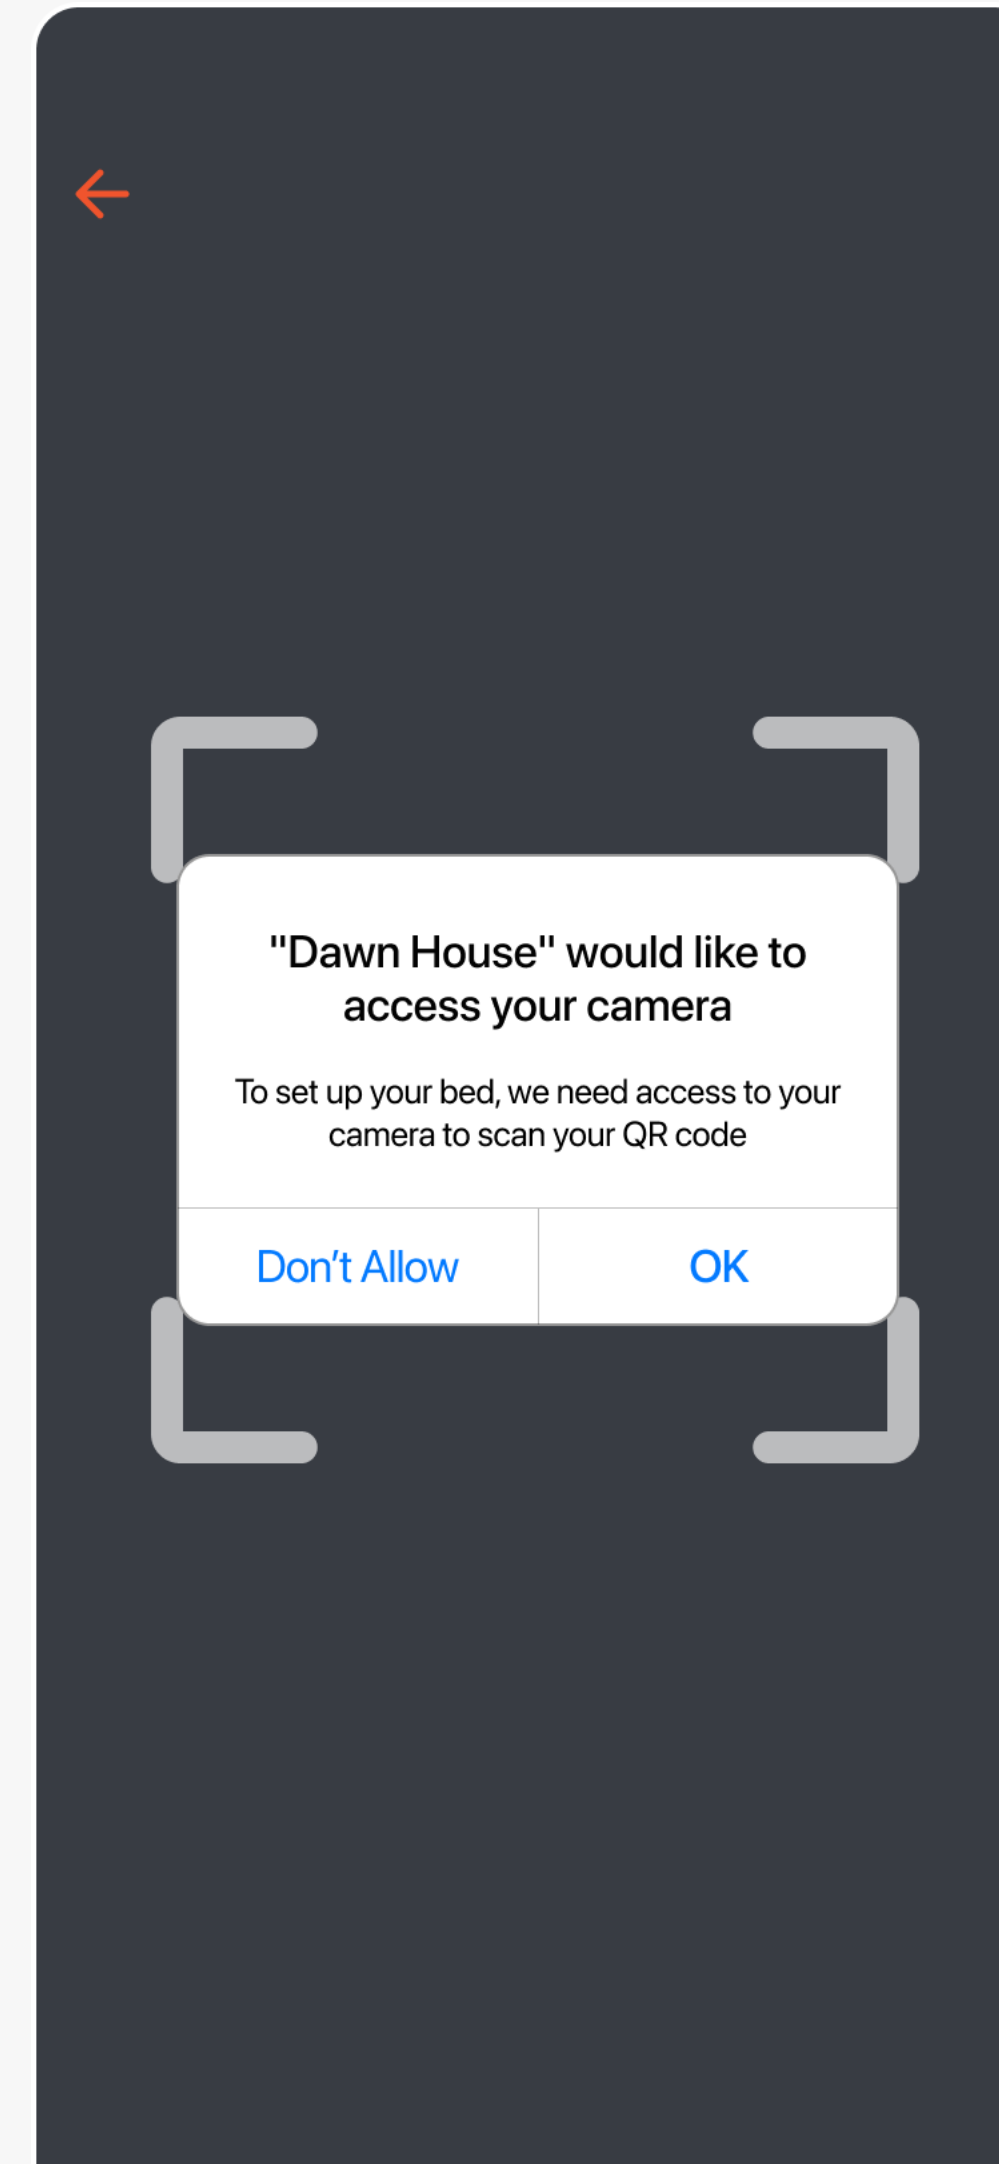 "Dawn House" would like to
access your camera
To set up your bed, we need access to your
camera to scan your QR code
Don’t Allow
OK